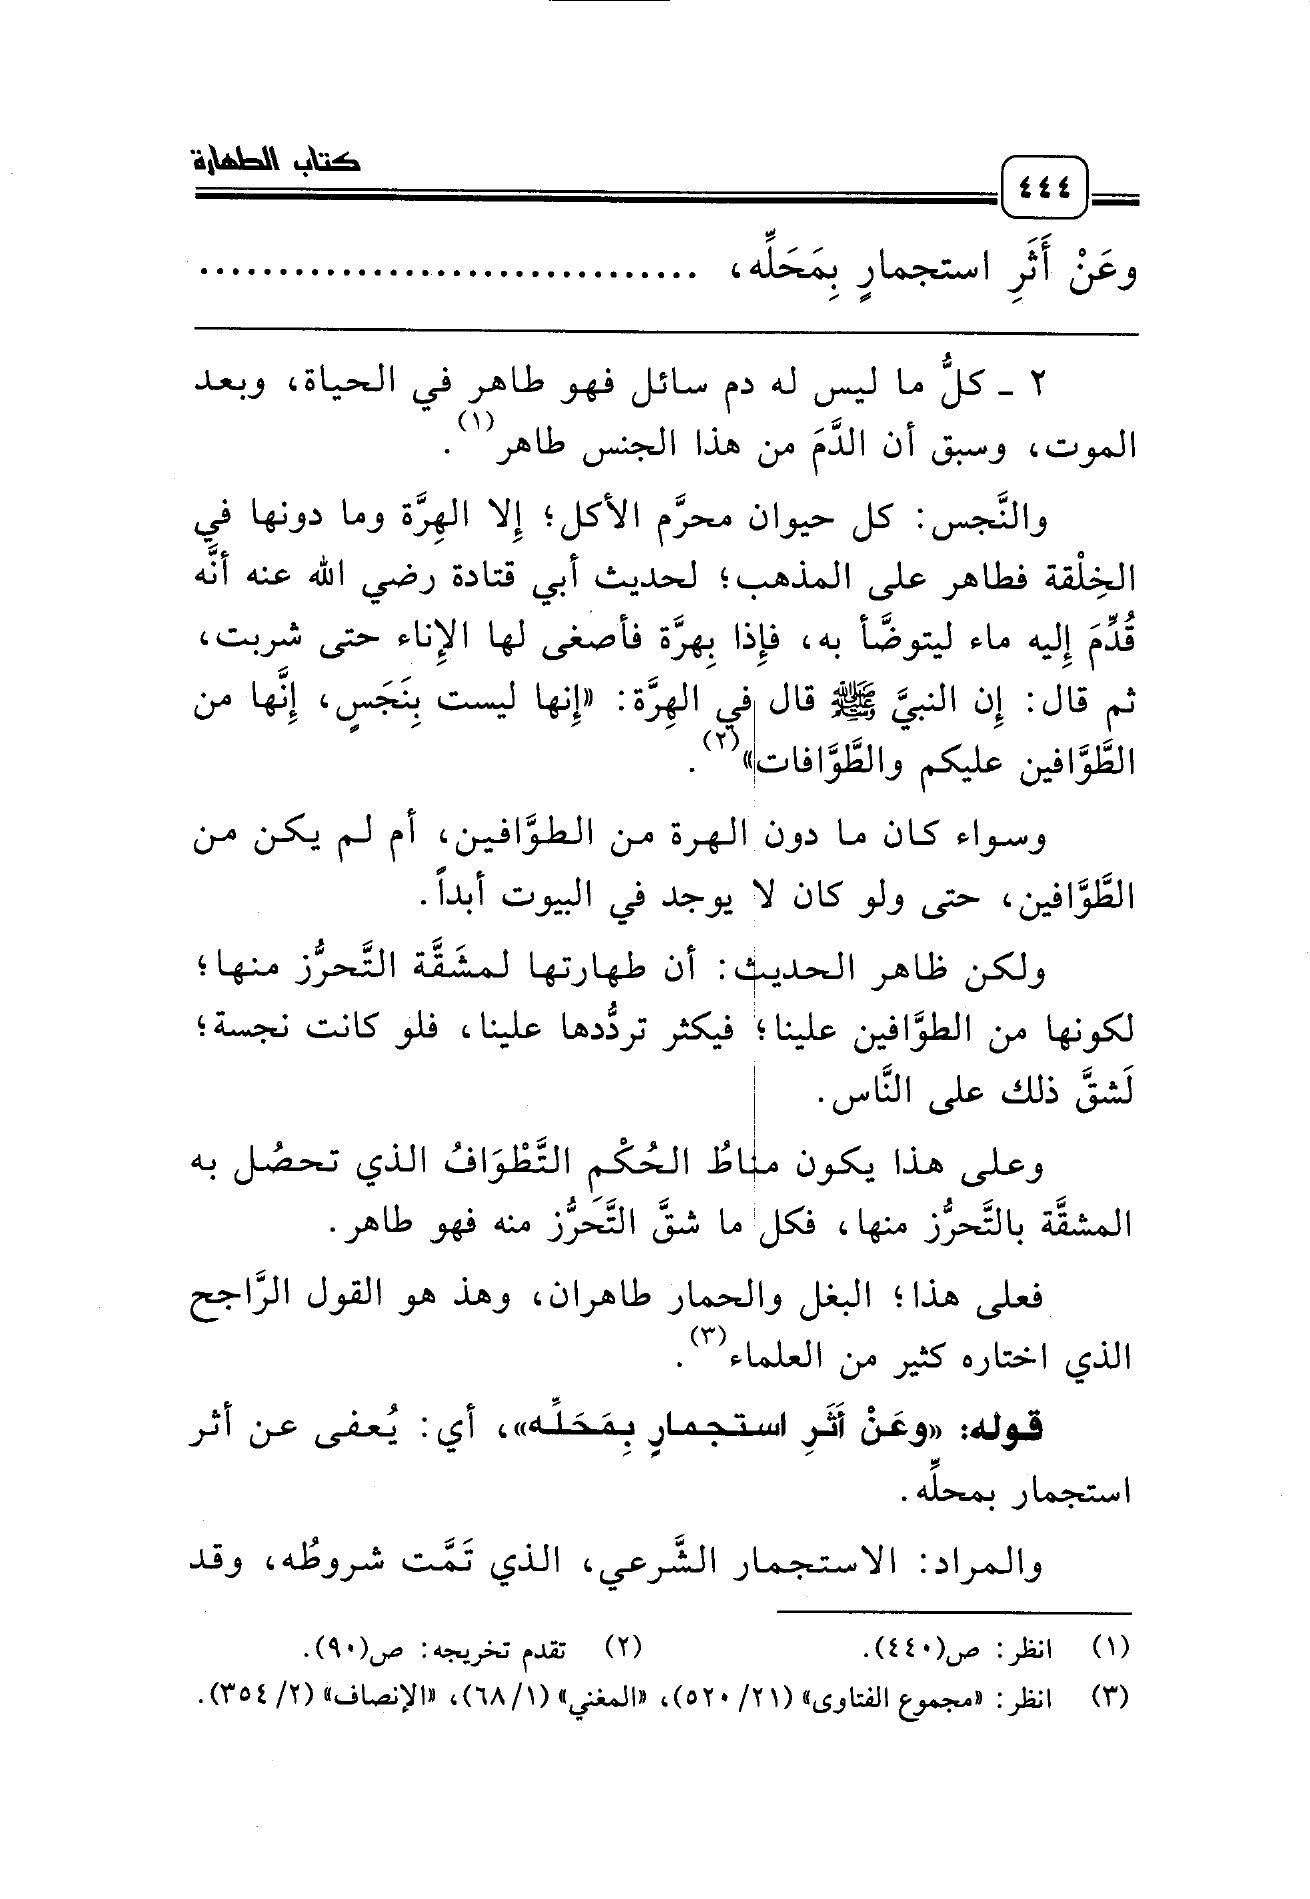 كتاب الطهارة
٤٤٤
وعَنْ أَثَرِ استجمارٍ بِمَحَلِّه، .................................
٢ ـ كلُّ ما ليس له دم سائل فهو طاهر في الحياة، وبعد
الموت، وسبق أن الدَّمَ من هذا الجنس طاهر(١).
والنَّجس: كل حيوان محرَّم الأكل؛ إلا الهِرَّة وما دونها في
الخِلْقة فطاهر على المذهب؛ لحديث أبي قتادة رضي الله عنه أنَّه
قُدِّمَ إليه ماء ليتوضَّأ به، فإِذا بِهرَّة فأصغى لها الإِناء حتى شربت،
ثم قال: إِن النبيَّ ﷺ قال في الهِرَّة: «إِنها ليست بِنَجَسٍ، إِنَّها من
الطَّوَّافين عليكم والطَّوَّافات»(٢).
وسواء كان ما دون الهرة من الطوَّافين، أم لم يكن من
الطَّوَّافين، حتى ولو كان لا يوجد في البيوت أبداً.
ولكن ظاهر الحديث: أن طهارتها لمشَقَّة التَّحرُّز منها؛
لكونها من الطوَّافين علينا؛ فيكثر تردُّدها علينا، فلو كانت نجسة؛
لَشقَّ ذلك على النَّاس.
وعلى هذا يكون مناطُ الحُكْم التَّطْوَافُ الذي تحصُل به
المشقَّة بالتَّحرُّز منها، فكل ما شقَّ التَّحَرُّز منه فهو طاهر.
فعلى هذا؛ البغل والحمار طاهران، وهذ هو القول الرَّاجح
الذي اختاره كثير من العلماء(٣).
قوله: «وعَنْ أثَرِ استجمارٍ بِمَحَلِّه»، أي: يُعفى عن أثر
استجمار بمحلِّه.
والمراد: الاستجمار الشَّرعي، الذي تَمَّت شروطُه، وقد
(١) انظر: ص(٤٤٠). (٢) تقدم تخريجه: ص(٩٠).
(٣) انظر: «مجموع الفتاوى» (٢١/ ٥٢٠)، «المغني» (١/ ٦٨)، «الإنصاف» (٢/ ٣٥٤).